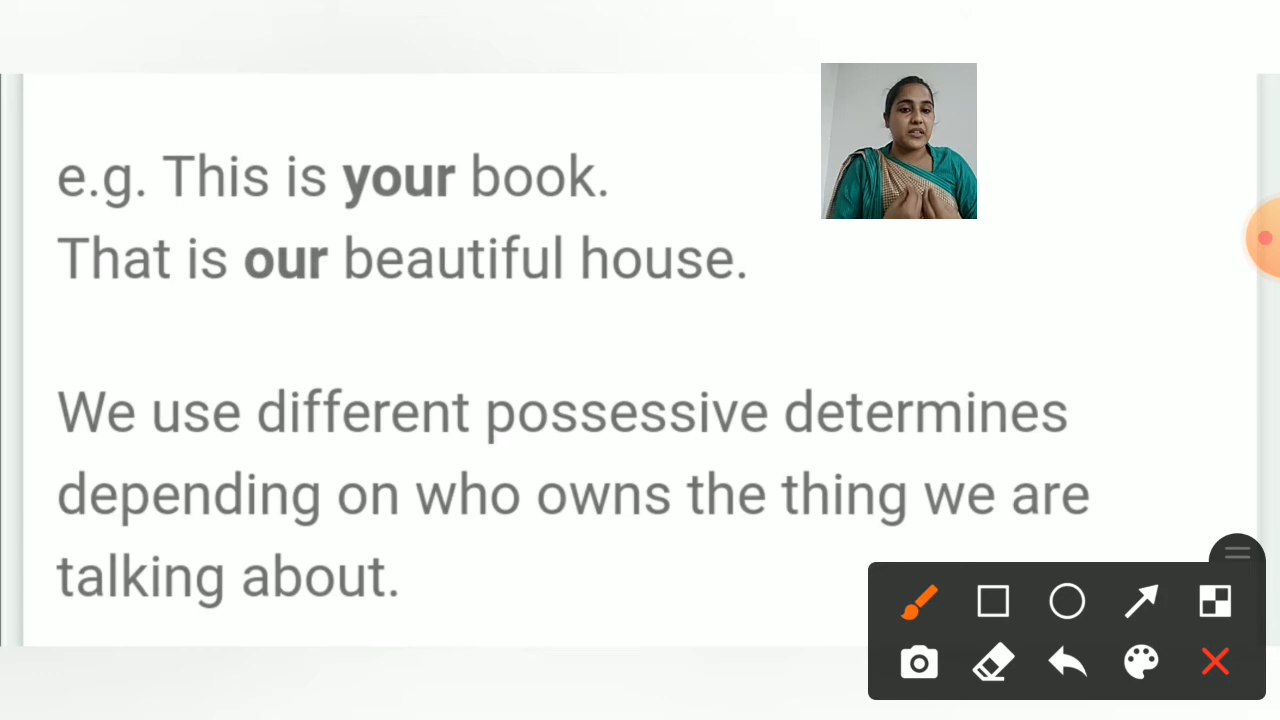 e.g. This is your book.
That is our beautiful house.
We use different possessive determines
depending on who owns the thing we are
talking about.